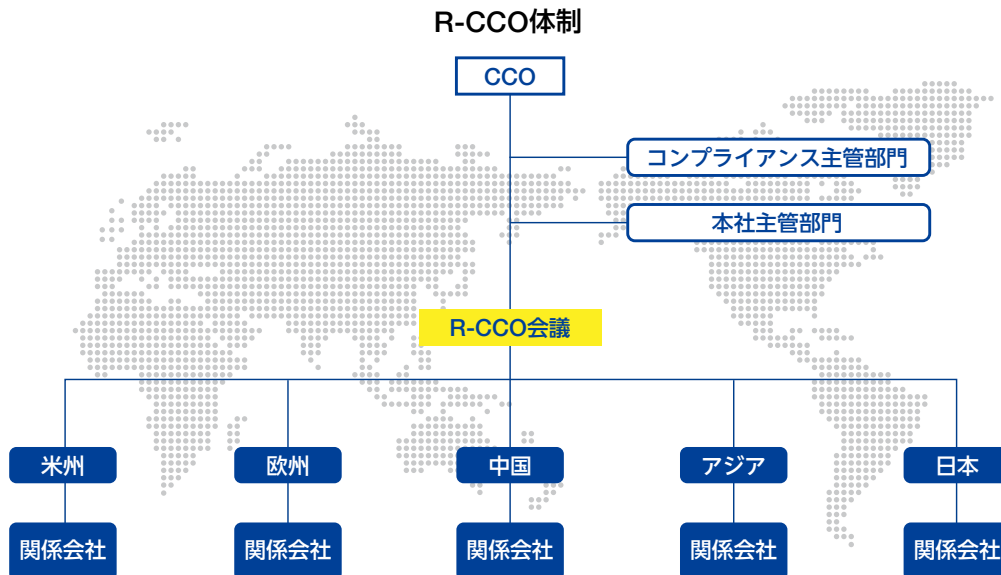 R-CCO体制
CCO
コンプライアンス主管部門
本社主管部門
R-CCO会議
米州
欧州
中国
アジア
日本
関係会社
関係会社
関係会社
関係会社
関係会社